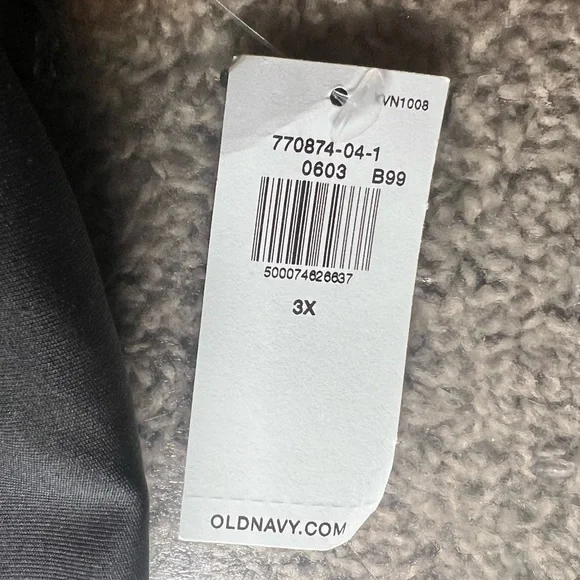 VN1008
770874-04-1
0603 B99
500074626637
3X
OLDNAVY.COM